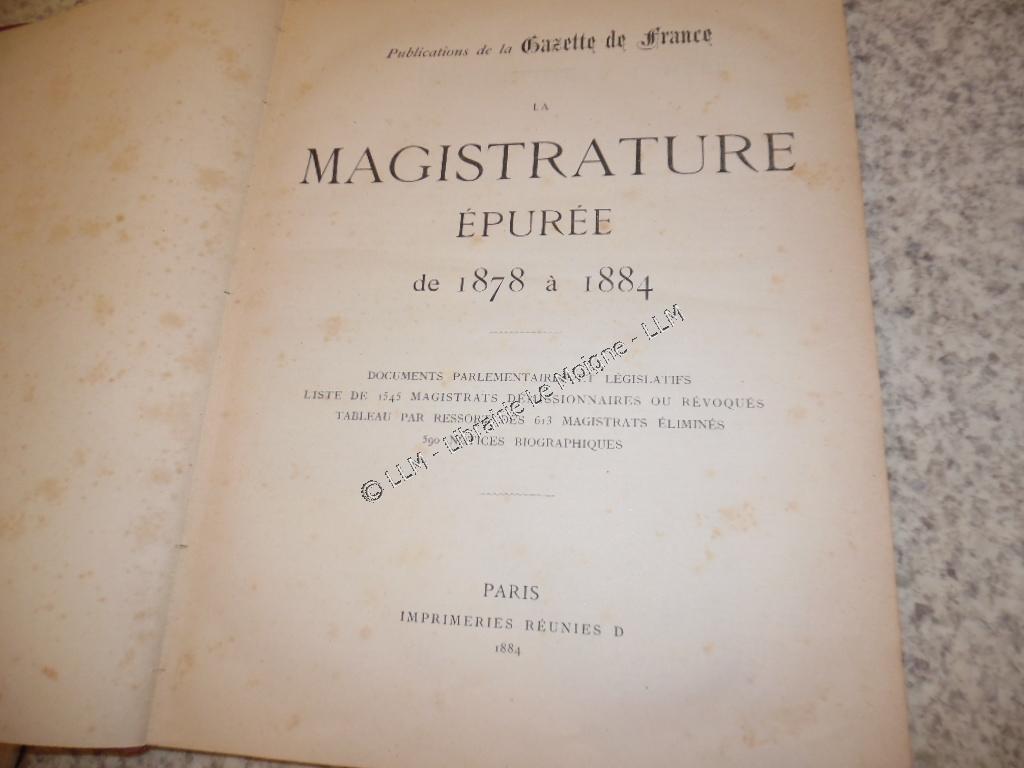 Publications de la Gazette de France
LA
MAGISTRATURE
ÉPURÉE
de 1878 à 1884
DOCUMENTS PARLEMENTAIRES ET LÉGISLATIFS
LISTE DE 1545 MAGISTRATS DÉMISSIONNAIRES OU RÉVOQUÉS
TABLEAU PAR RESSORT DES 613 MAGISTRATS ÉLIMINÉS
590 NOTICES BIOGRAPHIQUES
© LLM - Librairie Le Moigne - LLM
PARIS
IMPRIMERIES RÉUNIES D
1884